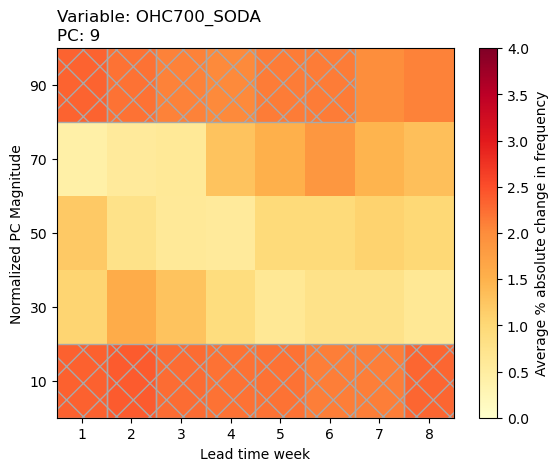 Variable: OHC700_SODA
PC: 9
Normalized PC Magnitude
90
70
50
30
10
1 2 3 4 5 6 7 8
Lead time week
4.0
3.5
3.0
2.5
2.0
1.5
1.0
0.5
0.0
Average % absolute change in frequency